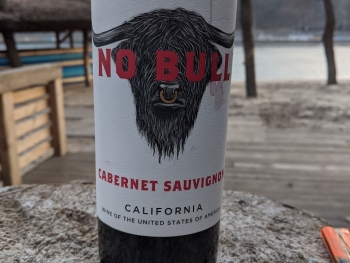 NO BULL
CABERNET SAUVIGNON
CALIFORNIA
WINE OF THE UNITED STATES OF AMERICA